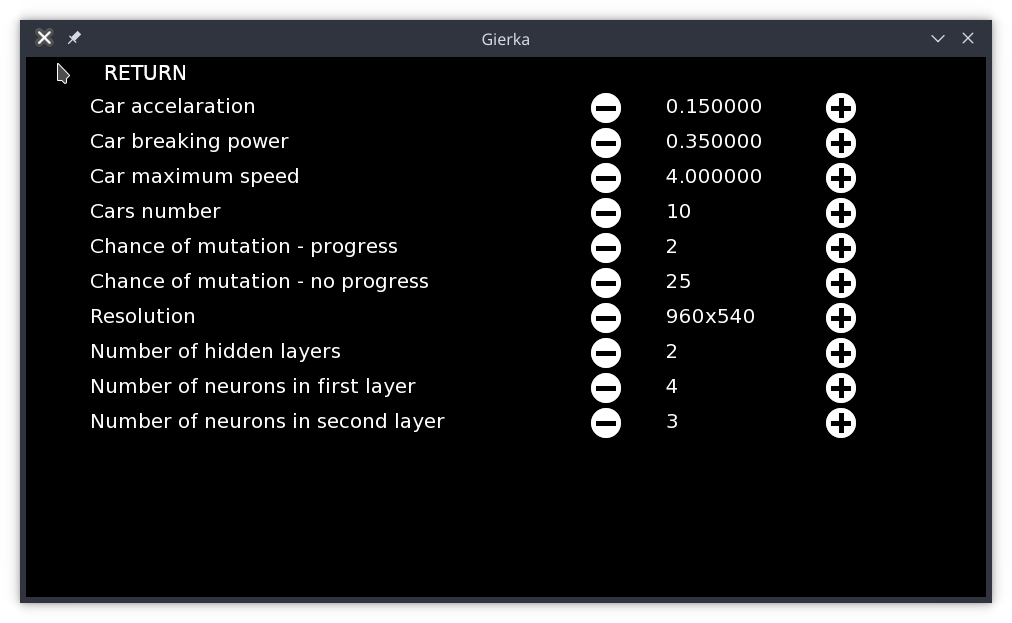 Gierka
RETURN
Car accelaration 0.150000
Car breaking power 0.350000
Car maximum speed 4.000000
Cars number 10
Chance of mutation - progress 2
Chance of mutation - no progress 25
Resolution 960x540
Number of hidden layers 2
Number of neurons in first layer 4
Number of neurons in second layer 3